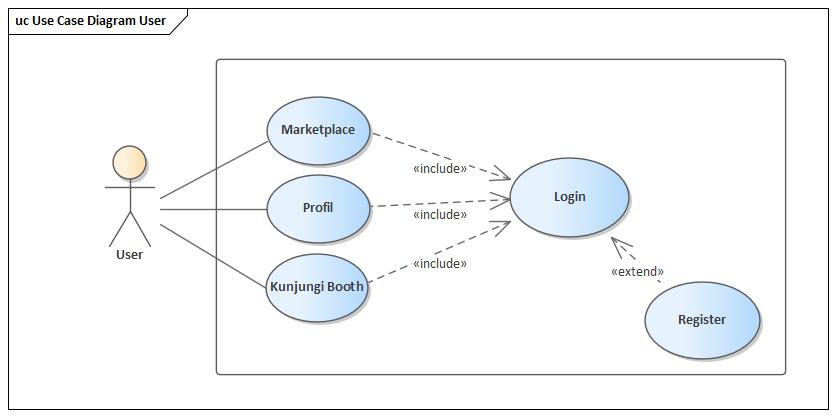 uc Use Case Diagram User
Marketplace
«include»
Login
Profil
«include»
User
«include»
Kunjungi Booth
«extend»
Register